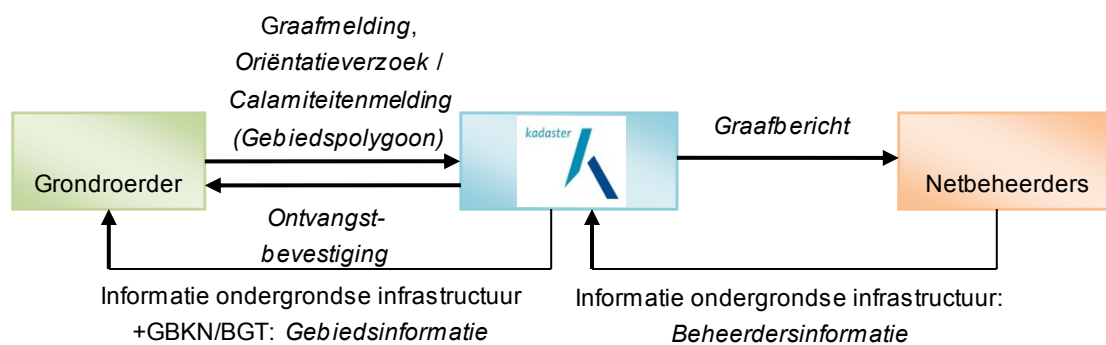 Graafmelding,
Oriëntatieverzoek /
Calamiteitenmelding
(Gebiedspolygoon)
kadaster
Graafbericht
Grondroerder
Netbeheerders
Ontvangst-
bevestiging
Informatie ondergrondse infrastructuur
+GBKN/BGT: Gebiedsinformatie
Informatie ondergrondse infrastructuur:
Beheerdersinformatie